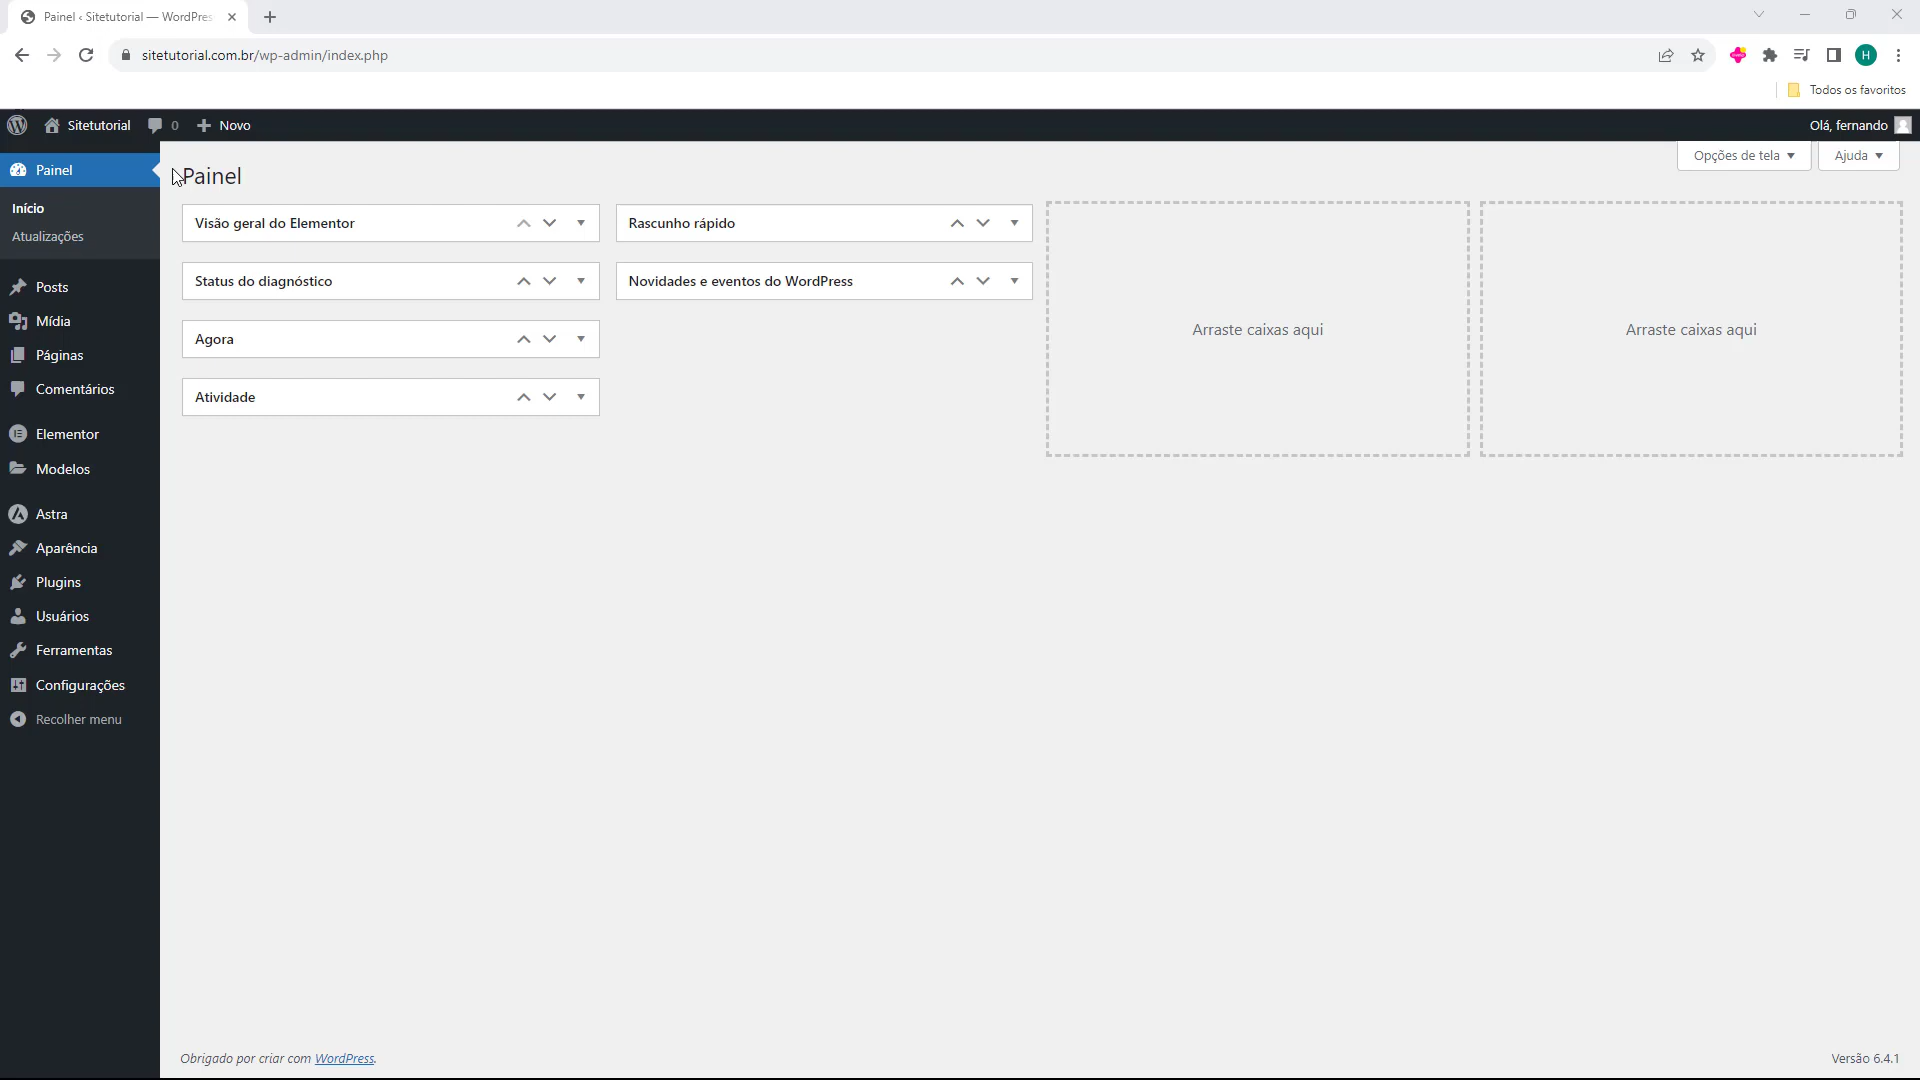 Painel ‹ Sitetutorial — WordPres
sitetutorial.com.br/wp-admin/index.php
H
Todos os favoritos
Sitetutorial
0
Novo
Olá, fernando
Painel
Início
Atualizações
Posts
Mídia
Páginas
Comentários
Elementor
Modelos
Astra
Aparência
Plugins
Usuários
Ferramentas
Configurações
Recolher menu
Painel
Opções de tela
Ajuda
Visão geral do Elementor
Status do diagnóstico
Agora
Atividade
Rascunho rápido
Novidades e eventos do WordPress
Arraste caixas aqui
Arraste caixas aqui
Obrigado por criar com WordPress.
Versão 6.4.1